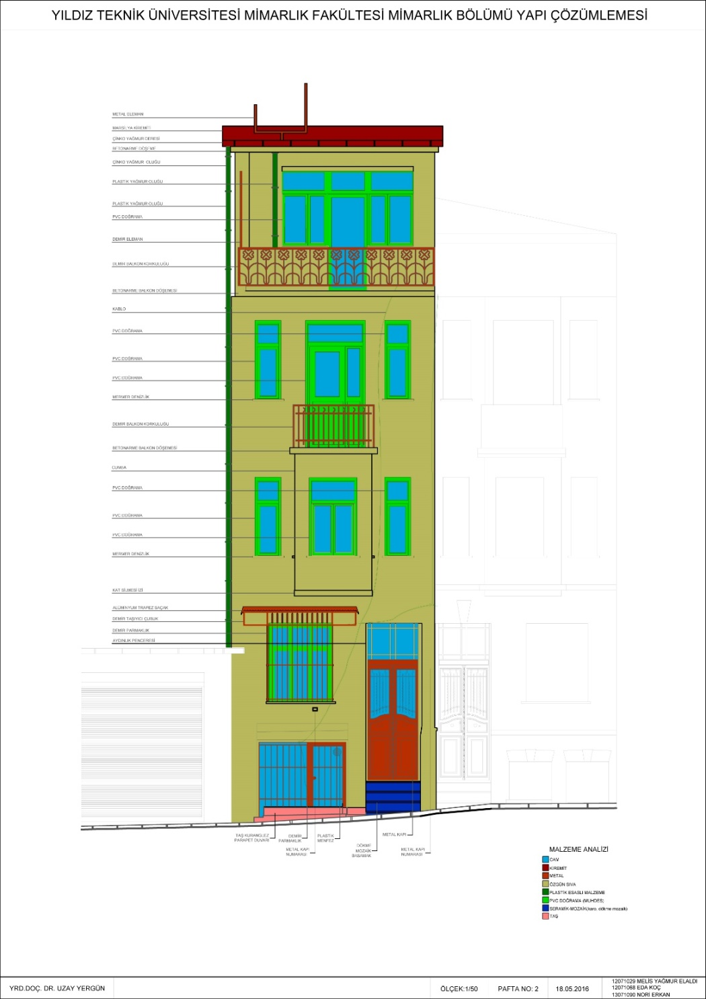 YILDIZ TEKNİK ÜNİVERSİTESİ MİMARLIK FAKÜLTESİ MİMARLIK BÖLÜMÜ YAPI ÇÖZÜMLEMESİ
METAL ELEMAN
MARSİLYA KİREMİTİ
ÇİNKO YAĞMUR DERESİ
BETONARME DÖŞEME
ÇİNKO YAĞMUR OLUĞU
PLASTİK YAĞMUR OLUĞU
PLASTİK YAĞMUR OLUĞU
PVC DOĞRAMA
DEMİR ELEMAN
DEMİR BALKON KORKULUĞU
BETONARME BALKON DÖŞEMESİ
KABLO
PVC DOĞRAMA
PVC DOĞRAMA
PVC DOĞRAMA
MERMER DENİZLİK
DEMİR BALKON KORKULUĞU
BETONARME BALKON DÖŞEMESİ
CUMBA
PVC DOĞRAMA
PVC DOĞRAMA
PVC DOĞRAMA
MERMER DENİZLİK
KAT SİLMESİ İZİ
ALÜMİNYUM TRAPEZ SAÇAK
DEMİR TAŞIYICI ÇUBUK
DEMİR PARMAKLIK
AYDINLIK PENCERESİ
TAŞ KURANGLEZ
PARAPET DUVARI
DEMİR
PARMAKLIK
PLASTİK
MENFEZ
METAL KAPI
NUMARASI
DÖKME
MOZAİK
BASAMAK
METAL KAPI
METAL KAPI
NUMARASI
MALZEME ANALİZİ
CAM
KİREMİT
METAL
ÖZGÜN SIVA
PLASTİK ESASLI MALZEME
PVC DOĞRAMA (MUHDES)
SERAMİK-MOZAİK(karo, dökme mozaik)
TAŞ
YRD.DOÇ. DR. UZAY YERGÜN
ÖLÇEK:1/50
PAFTA NO: 2
18.05.2016
12071029 MELİS YAĞMUR ELALDI
12071068 EDA KOÇ
13071090 NORİ ERKAN